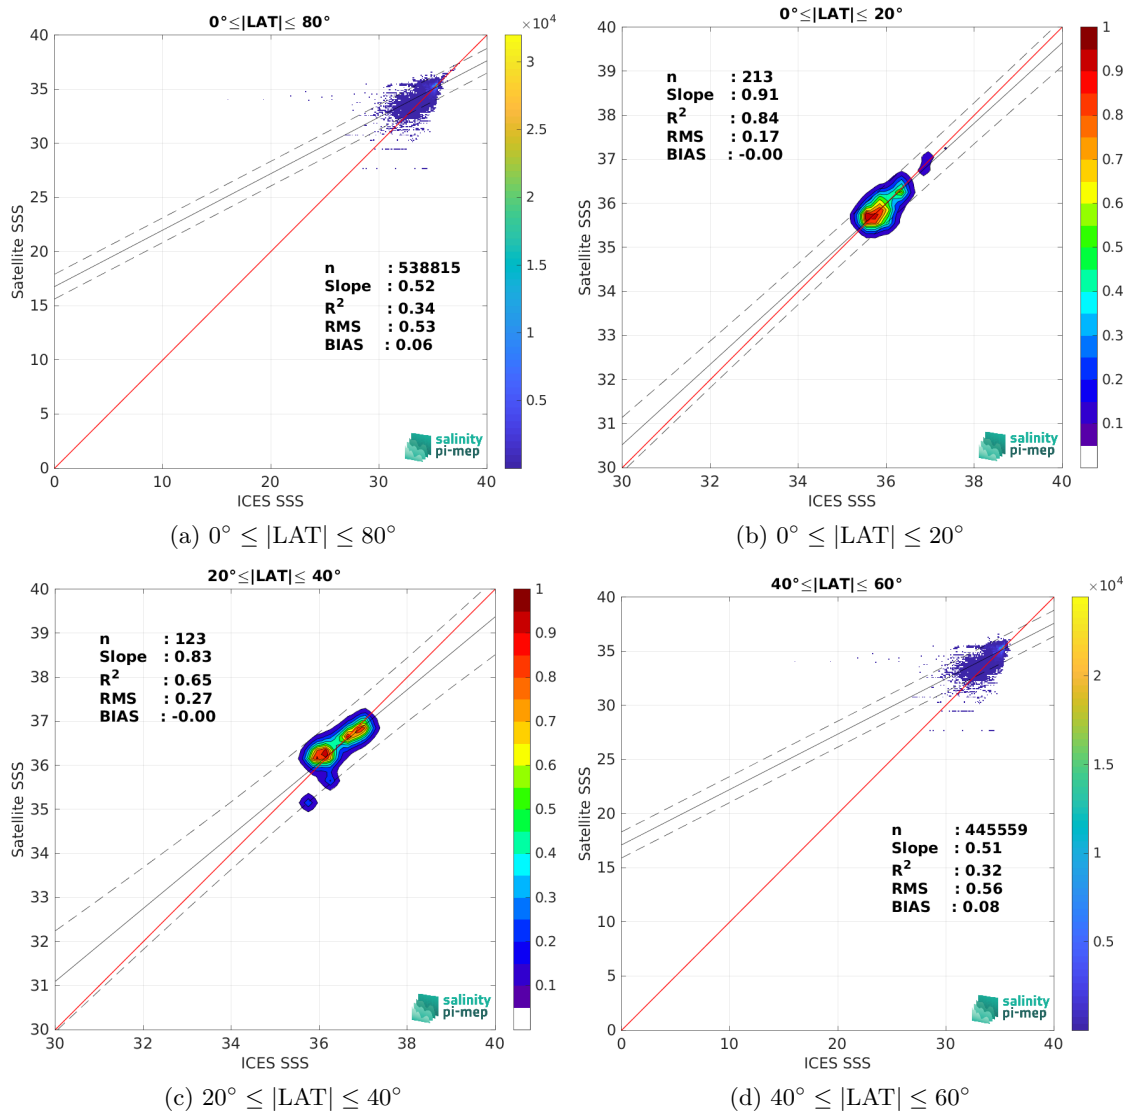 0°≤|LAT|≤ 80°
×10⁴
40
35
30
25
20
15
10
5
0
0
10
20
30
40
Satellite SSS
ICES SSS
n : 538815
Slope : 0.52
R² : 0.34
RMS : 0.53
BIAS : 0.06
3
2.5
2
1.5
1
0.5
salinity
pi-mep
(a) 0° ≤ |LAT| ≤ 80°
0°≤|LAT|≤ 20°
40
39
38
37
36
35
34
33
32
31
30
30
32
34
36
38
40
Satellite SSS
ICES SSS
n : 213
Slope : 0.91
R² : 0.84
RMS : 0.17
BIAS : -0.00
1
0.9
0.8
0.7
0.6
0.5
0.4
0.3
0.2
0.1
salinity
pi-mep
(b) 0° ≤ |LAT| ≤ 20°
20°≤|LAT|≤ 40°
40
39
38
37
36
35
34
33
32
31
30
30
32
34
36
38
40
Satellite SSS
ICES SSS
n : 123
Slope : 0.83
R² : 0.65
RMS : 0.27
BIAS : -0.00
1
0.9
0.8
0.7
0.6
0.5
0.4
0.3
0.2
0.1
salinity
pi-mep
(c) 20° ≤ |LAT| ≤ 40°
40°≤|LAT|≤ 60°
×10⁴
40
35
30
25
20
15
10
5
0
0
10
20
30
40
Satellite SSS
ICES SSS
n : 445559
Slope : 0.51
R² : 0.32
RMS : 0.56
BIAS : 0.08
2
1.5
1
0.5
salinity
pi-mep
(d) 40° ≤ |LAT| ≤ 60°